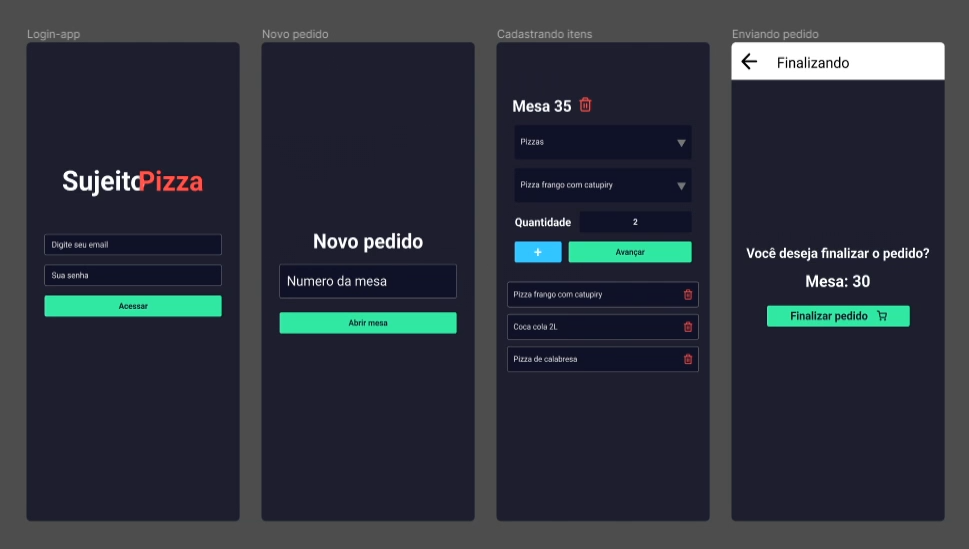 Login-app
SujeitoPizza
Digite seu email
Sua senha
Acessar
Novo pedido
Novo pedido
Numero da mesa
Abrir mesa
Cadastrando itens
Mesa 35
Pizzas
Pizza frango com catupiry
Quantidade 2
+ Avançar
Pizza frango com catupiry
Coca cola 2L
Pizza de calabresa
Enviando pedido
Finalizando
Você deseja finalizar o pedido?
Mesa: 30
Finalizar pedido